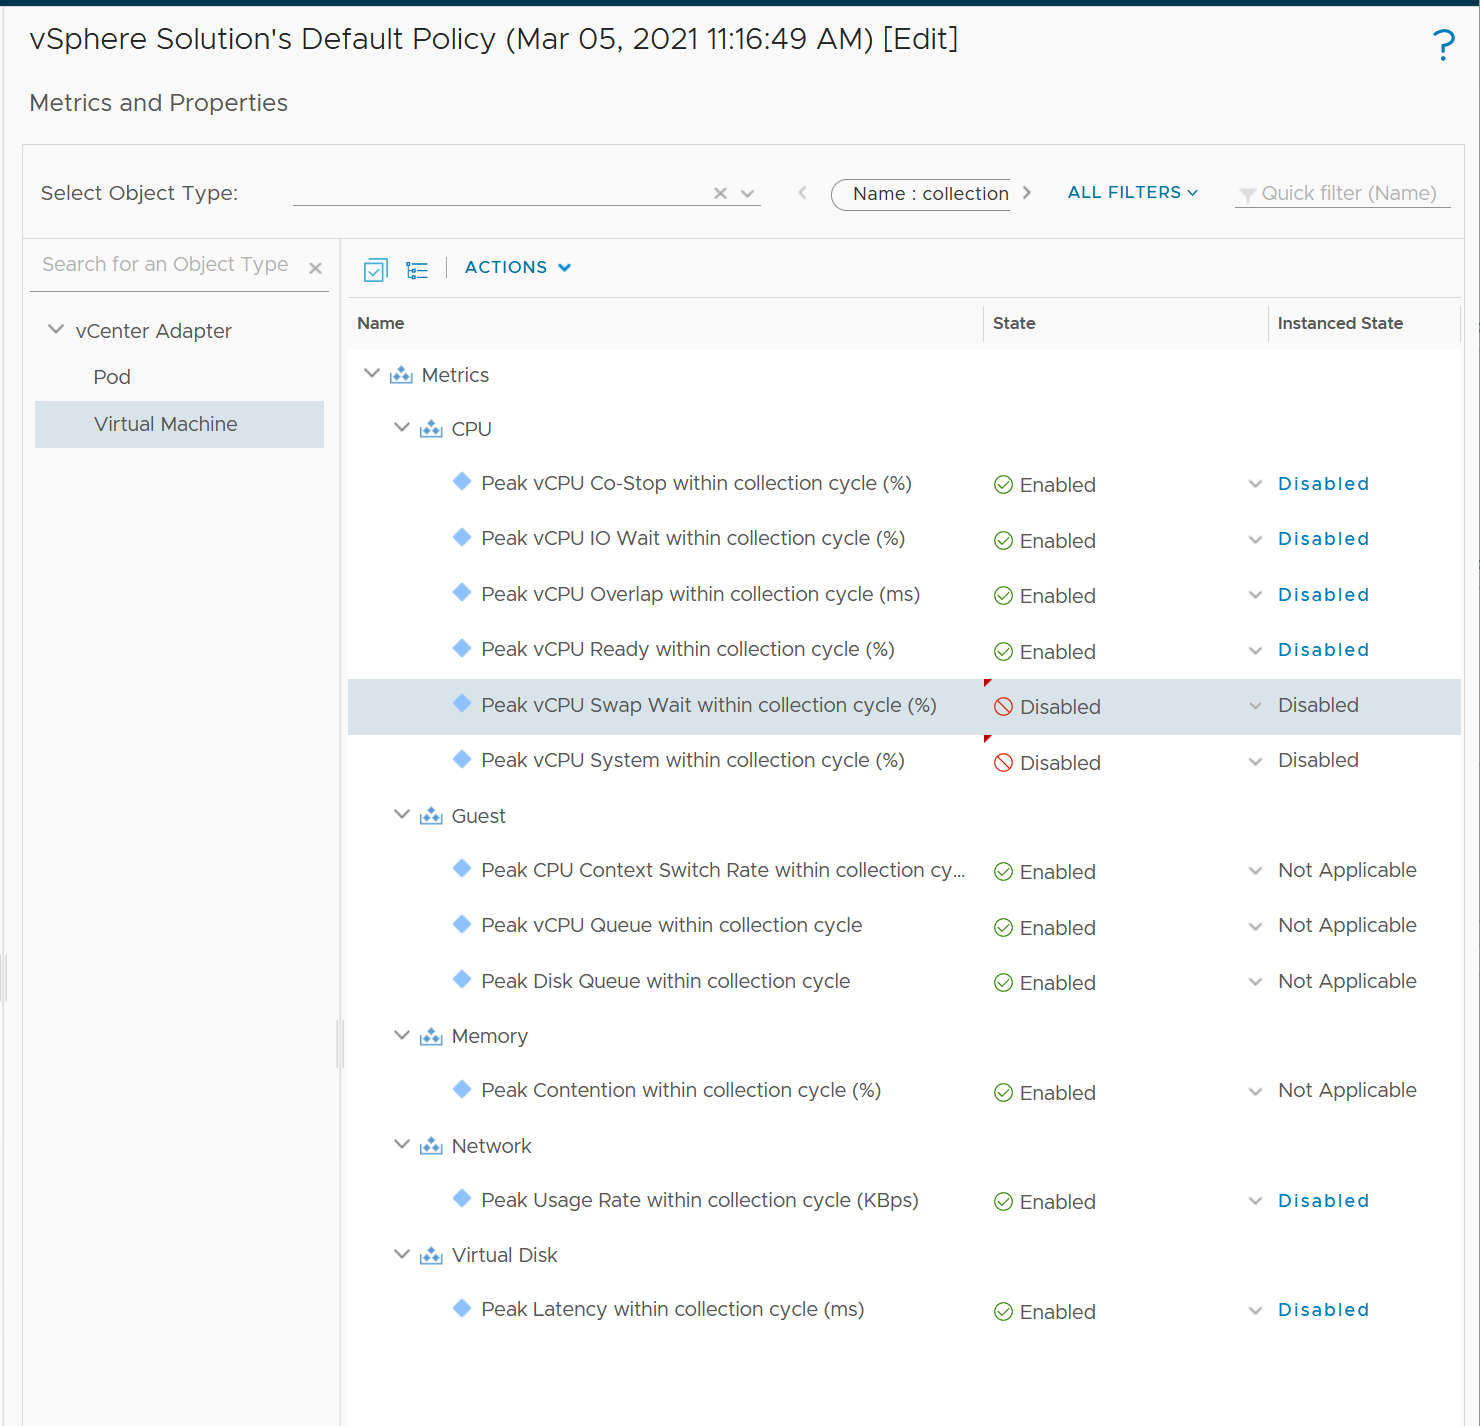 vSphere Solution's Default Policy (Mar 05, 2021 11:16:49 AM) [Edit]
?
Metrics and Properties
Select Object Type:
Name : collection
ALL FILTERS
Quick filter (Name)
Search for an Object Type
ACTIONS
vCenter Adapter
Pod
Virtual Machine
Name State Instanced State
Metrics
CPU
Peak vCPU Co-Stop within collection cycle (%) Enabled Disabled
Peak vCPU IO Wait within collection cycle (%) Enabled Disabled
Peak vCPU Overlap within collection cycle (ms) Enabled Disabled
Peak vCPU Ready within collection cycle (%) Enabled Disabled
Peak vCPU Swap Wait within collection cycle (%) Disabled Disabled
Peak vCPU System within collection cycle (%) Disabled Disabled
Guest
Peak CPU Context Switch Rate within collection cy... Enabled Not Applicable
Peak vCPU Queue within collection cycle Enabled Not Applicable
Peak Disk Queue within collection cycle Enabled Not Applicable
Memory
Peak Contention within collection cycle (%) Enabled Not Applicable
Network
Peak Usage Rate within collection cycle (KBps) Enabled Disabled
Virtual Disk
Peak Latency within collection cycle (ms) Enabled Disabled